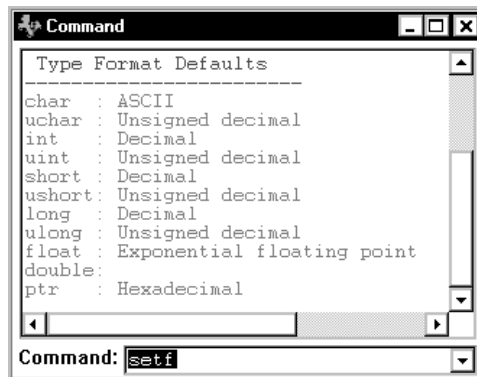 Command
Type Format Defaults
-------------------------
char : ASCII
uchar : Unsigned decimal
int : Decimal
uint : Unsigned decimal
short : Decimal
ushort: Unsigned decimal
long : Decimal
ulong : Unsigned decimal
float : Exponential floating point
double:
ptr : Hexadecimal
Command: setf